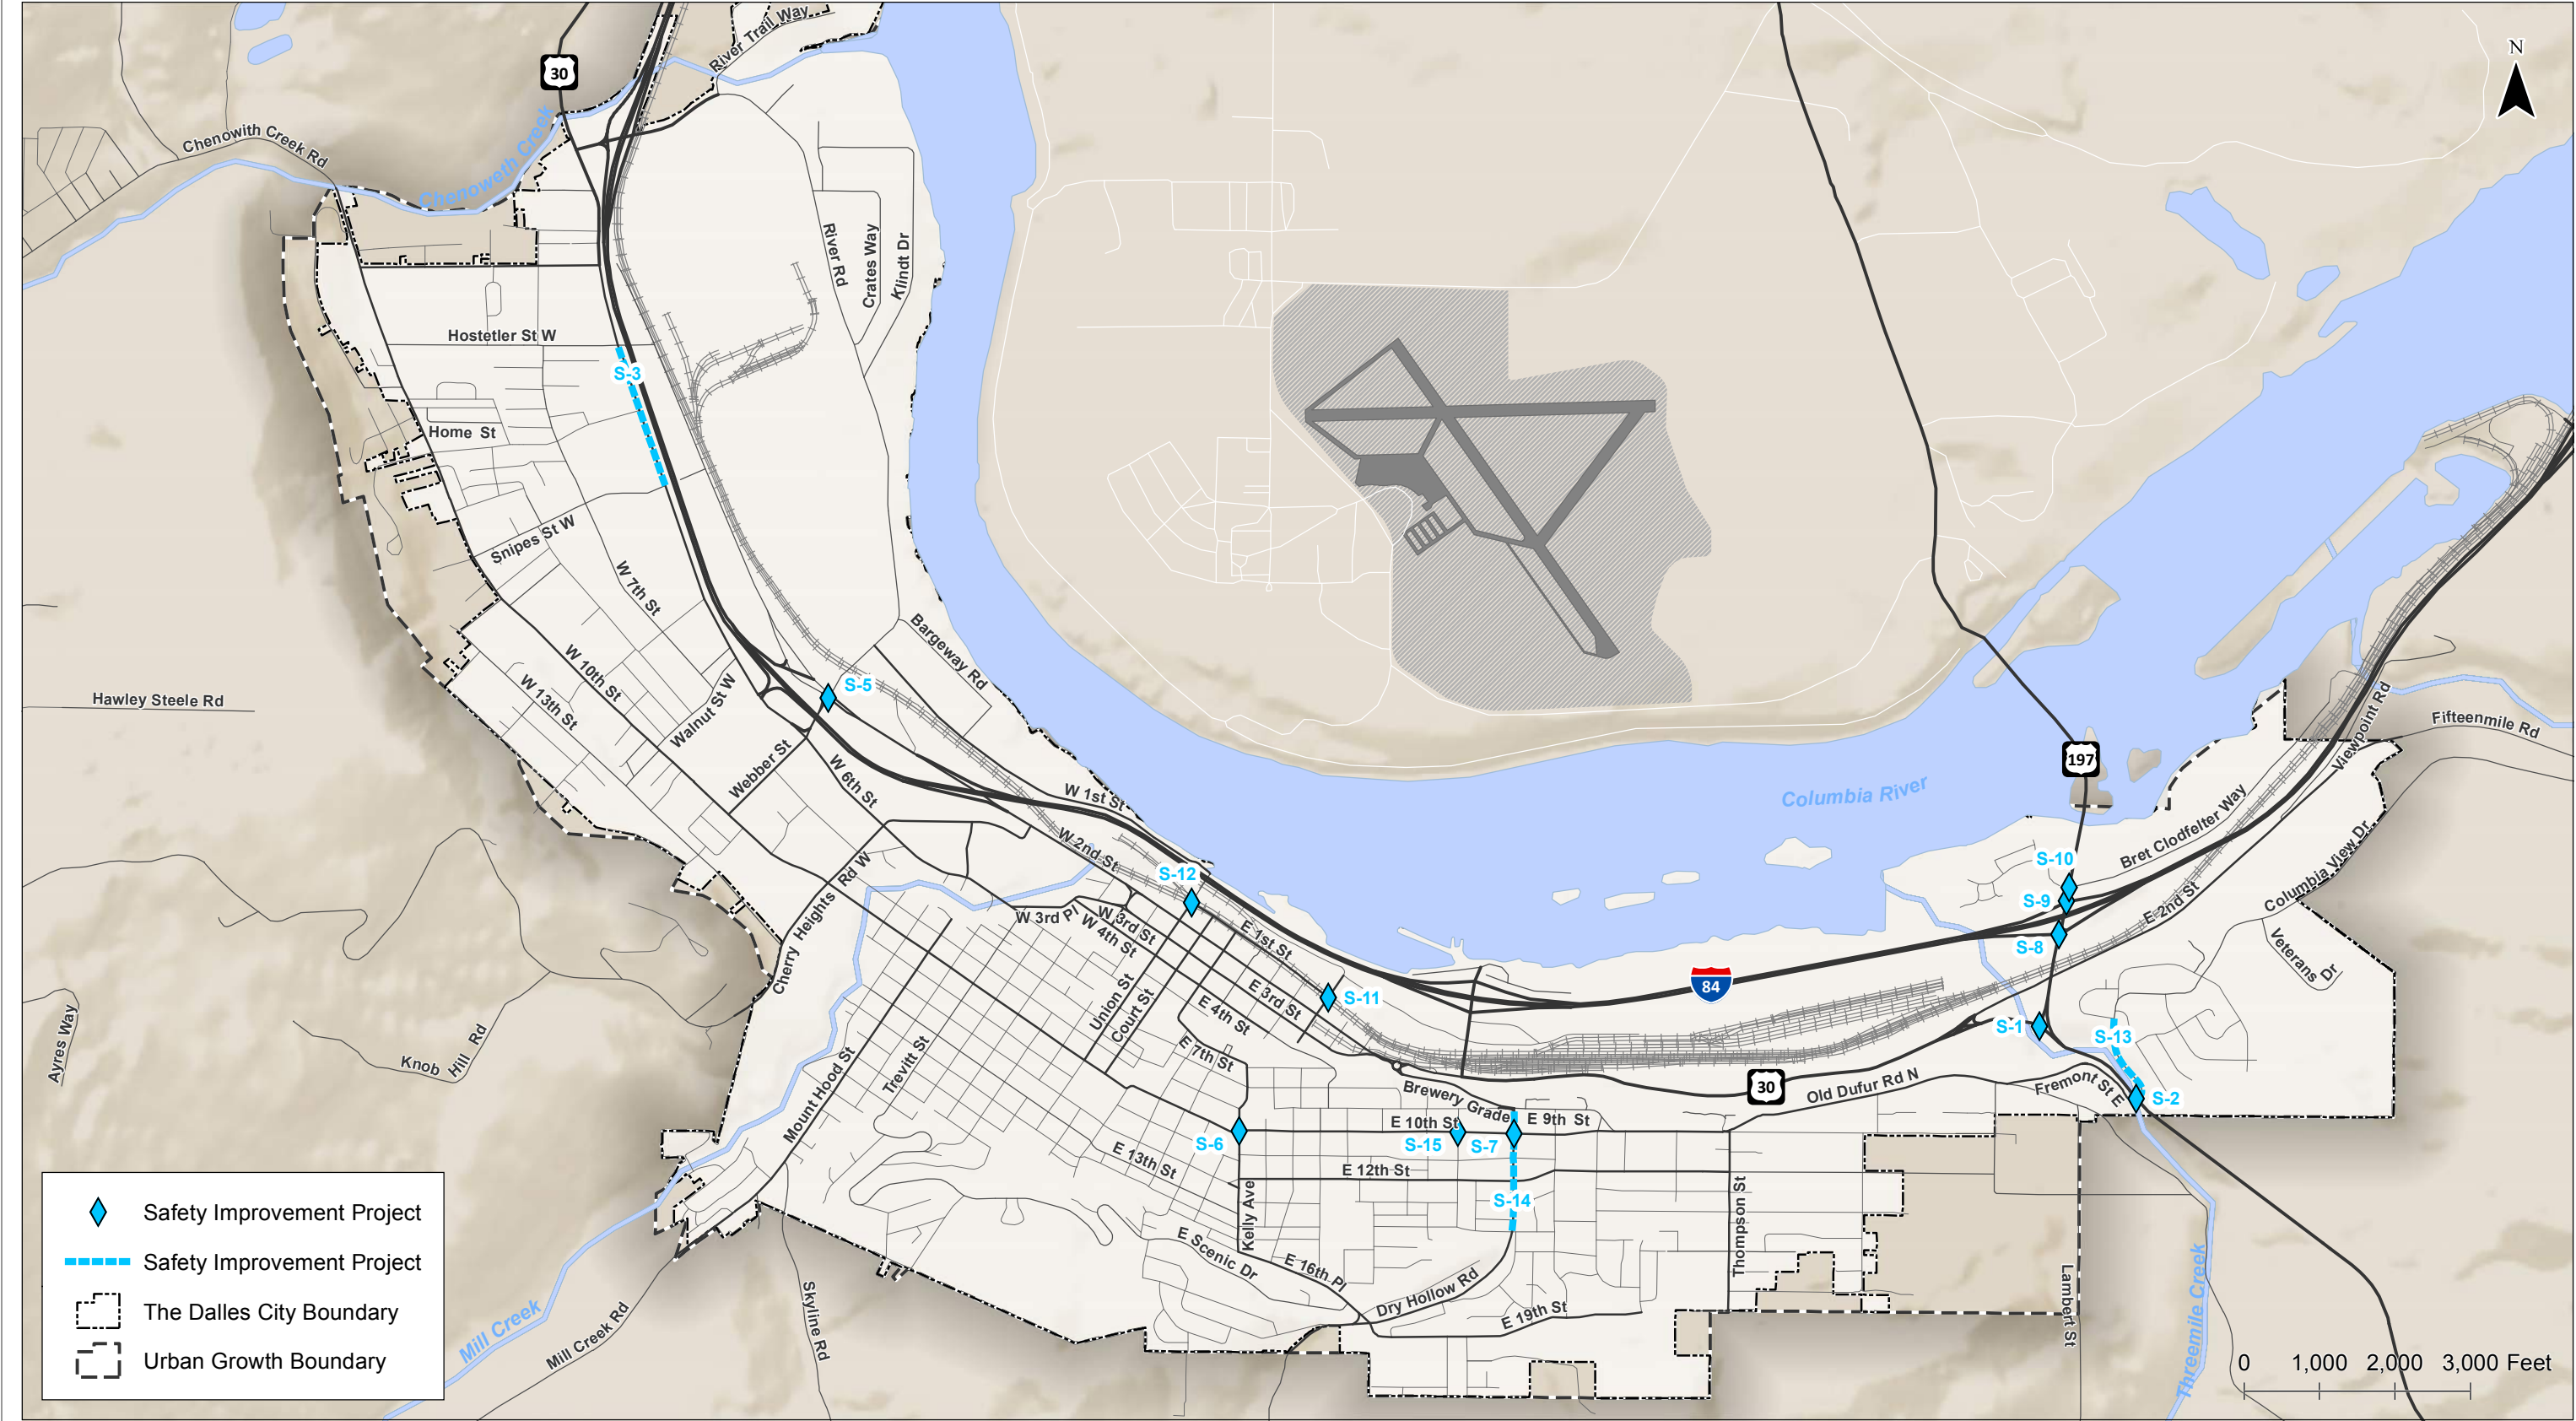 N
River Trail Way
30
Chenowith Creek Rd
Chenoweth Creek
River Rd
Crates Way
Klindt Dr
Hostetler St W
S-3
Home St
Snipes St W
W 7th St
Bargeway Rd
W 10th St
W 13th St
Hawley Steele Rd
Walnut St W
S-5
Webber St
W 6th St
W 1st St
Columbia River
197
Viewpoint Rd
Fifteenmile Rd
Bret Clodfelter Way
Columbia View Dr
W 2nd St
S-12
S-10
S-9
S-8
E 2nd St
Veterans Dr
Cherry Heights Rd W
W 3rd Pl
W 3rd St
W 4th St
E 1st St
84
Union St
Court St
E 3rd St
E 4th St
S-11
E 7th St
S-1
S-13
Ayres Way
Knob Hill Rd
Mount Hood St
Trevitt St
30
Old Dufur Rd N
Fremont St E
S-2
Brewery Grade
E 9th St
E 10th St
S-6
S-15
S-7
E 13th St
E 12th St
S-14
Kelly Ave
Thompson St
E Scenic Dr
E 16th Pl
Dry Hollow Rd
E 19th St
Lambert St
Threemile Creek
Mill Creek
Mill Creek Rd
Skyline Rd
Safety Improvement Project
Safety Improvement Project
The Dalles City Boundary
Urban Growth Boundary
0 1,000 2,000 3,000 Feet